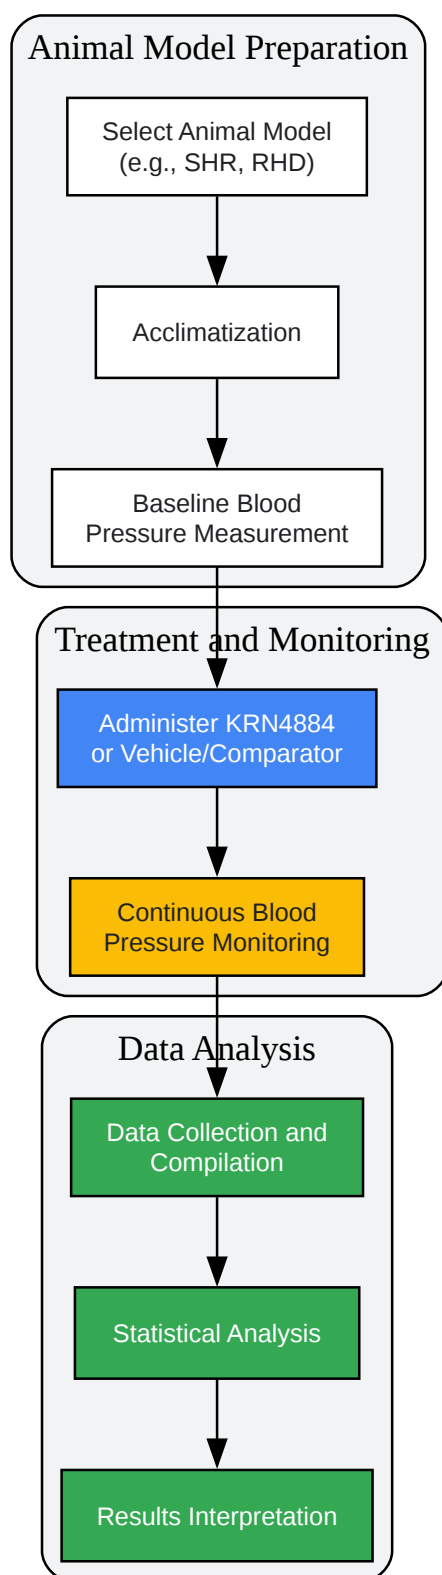 Animal Model Preparation
Select Animal Model
(e.g., SHR, RHD)
Acclimatization
Baseline Blood
Pressure Measurement
Treatment and Monitoring
Administer KRN4884
or Vehicle/Comparator
Continuous Blood
Pressure Monitoring
Data Analysis
Data Collection and
Compilation
Statistical Analysis
Results Interpretation